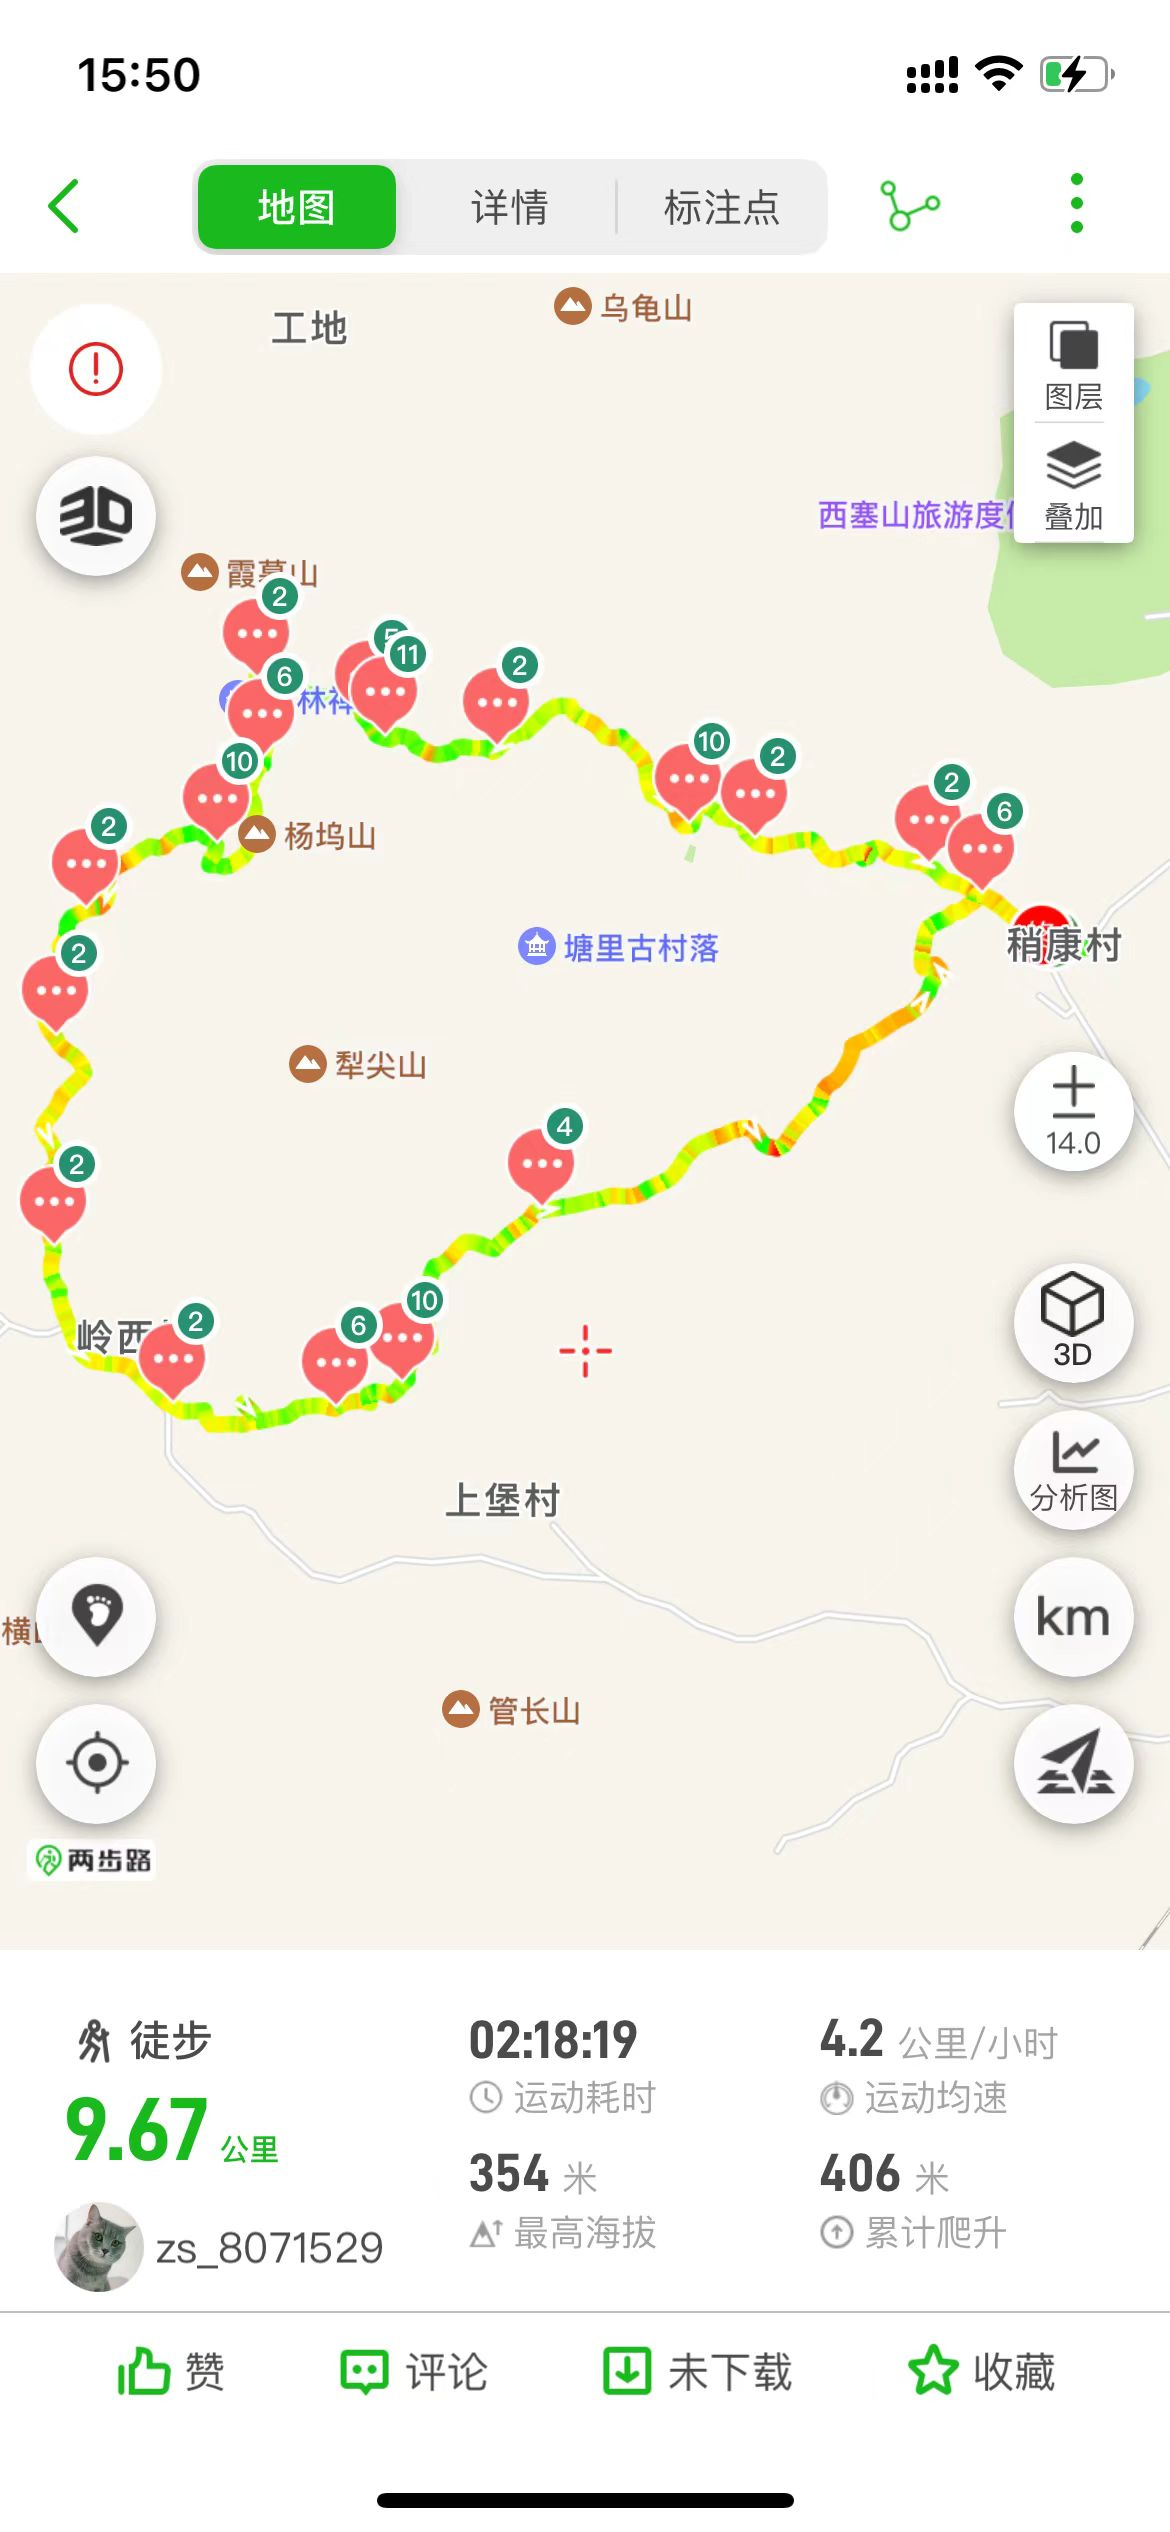 15:50
地图
详情
标注点
工地
乌龟山
图层
3D
西塞山旅游度
叠加
霞幕山
2
5
11
6
2
林禅
10
10
2
2
2
6
杨坞山
2
塘里古村落
稍康村
犁尖山
14.0
4
2
3D
岭西
2
6
10
分析图
上堡村
km
横
管长山
两步路
徒步
02:18:19
4.2 公里/小时
运动耗时
运动均速
9.67 公里
354 米
406 米
最高海拔
累计爬升
zs_8071529
赞
评论
未下载
收藏